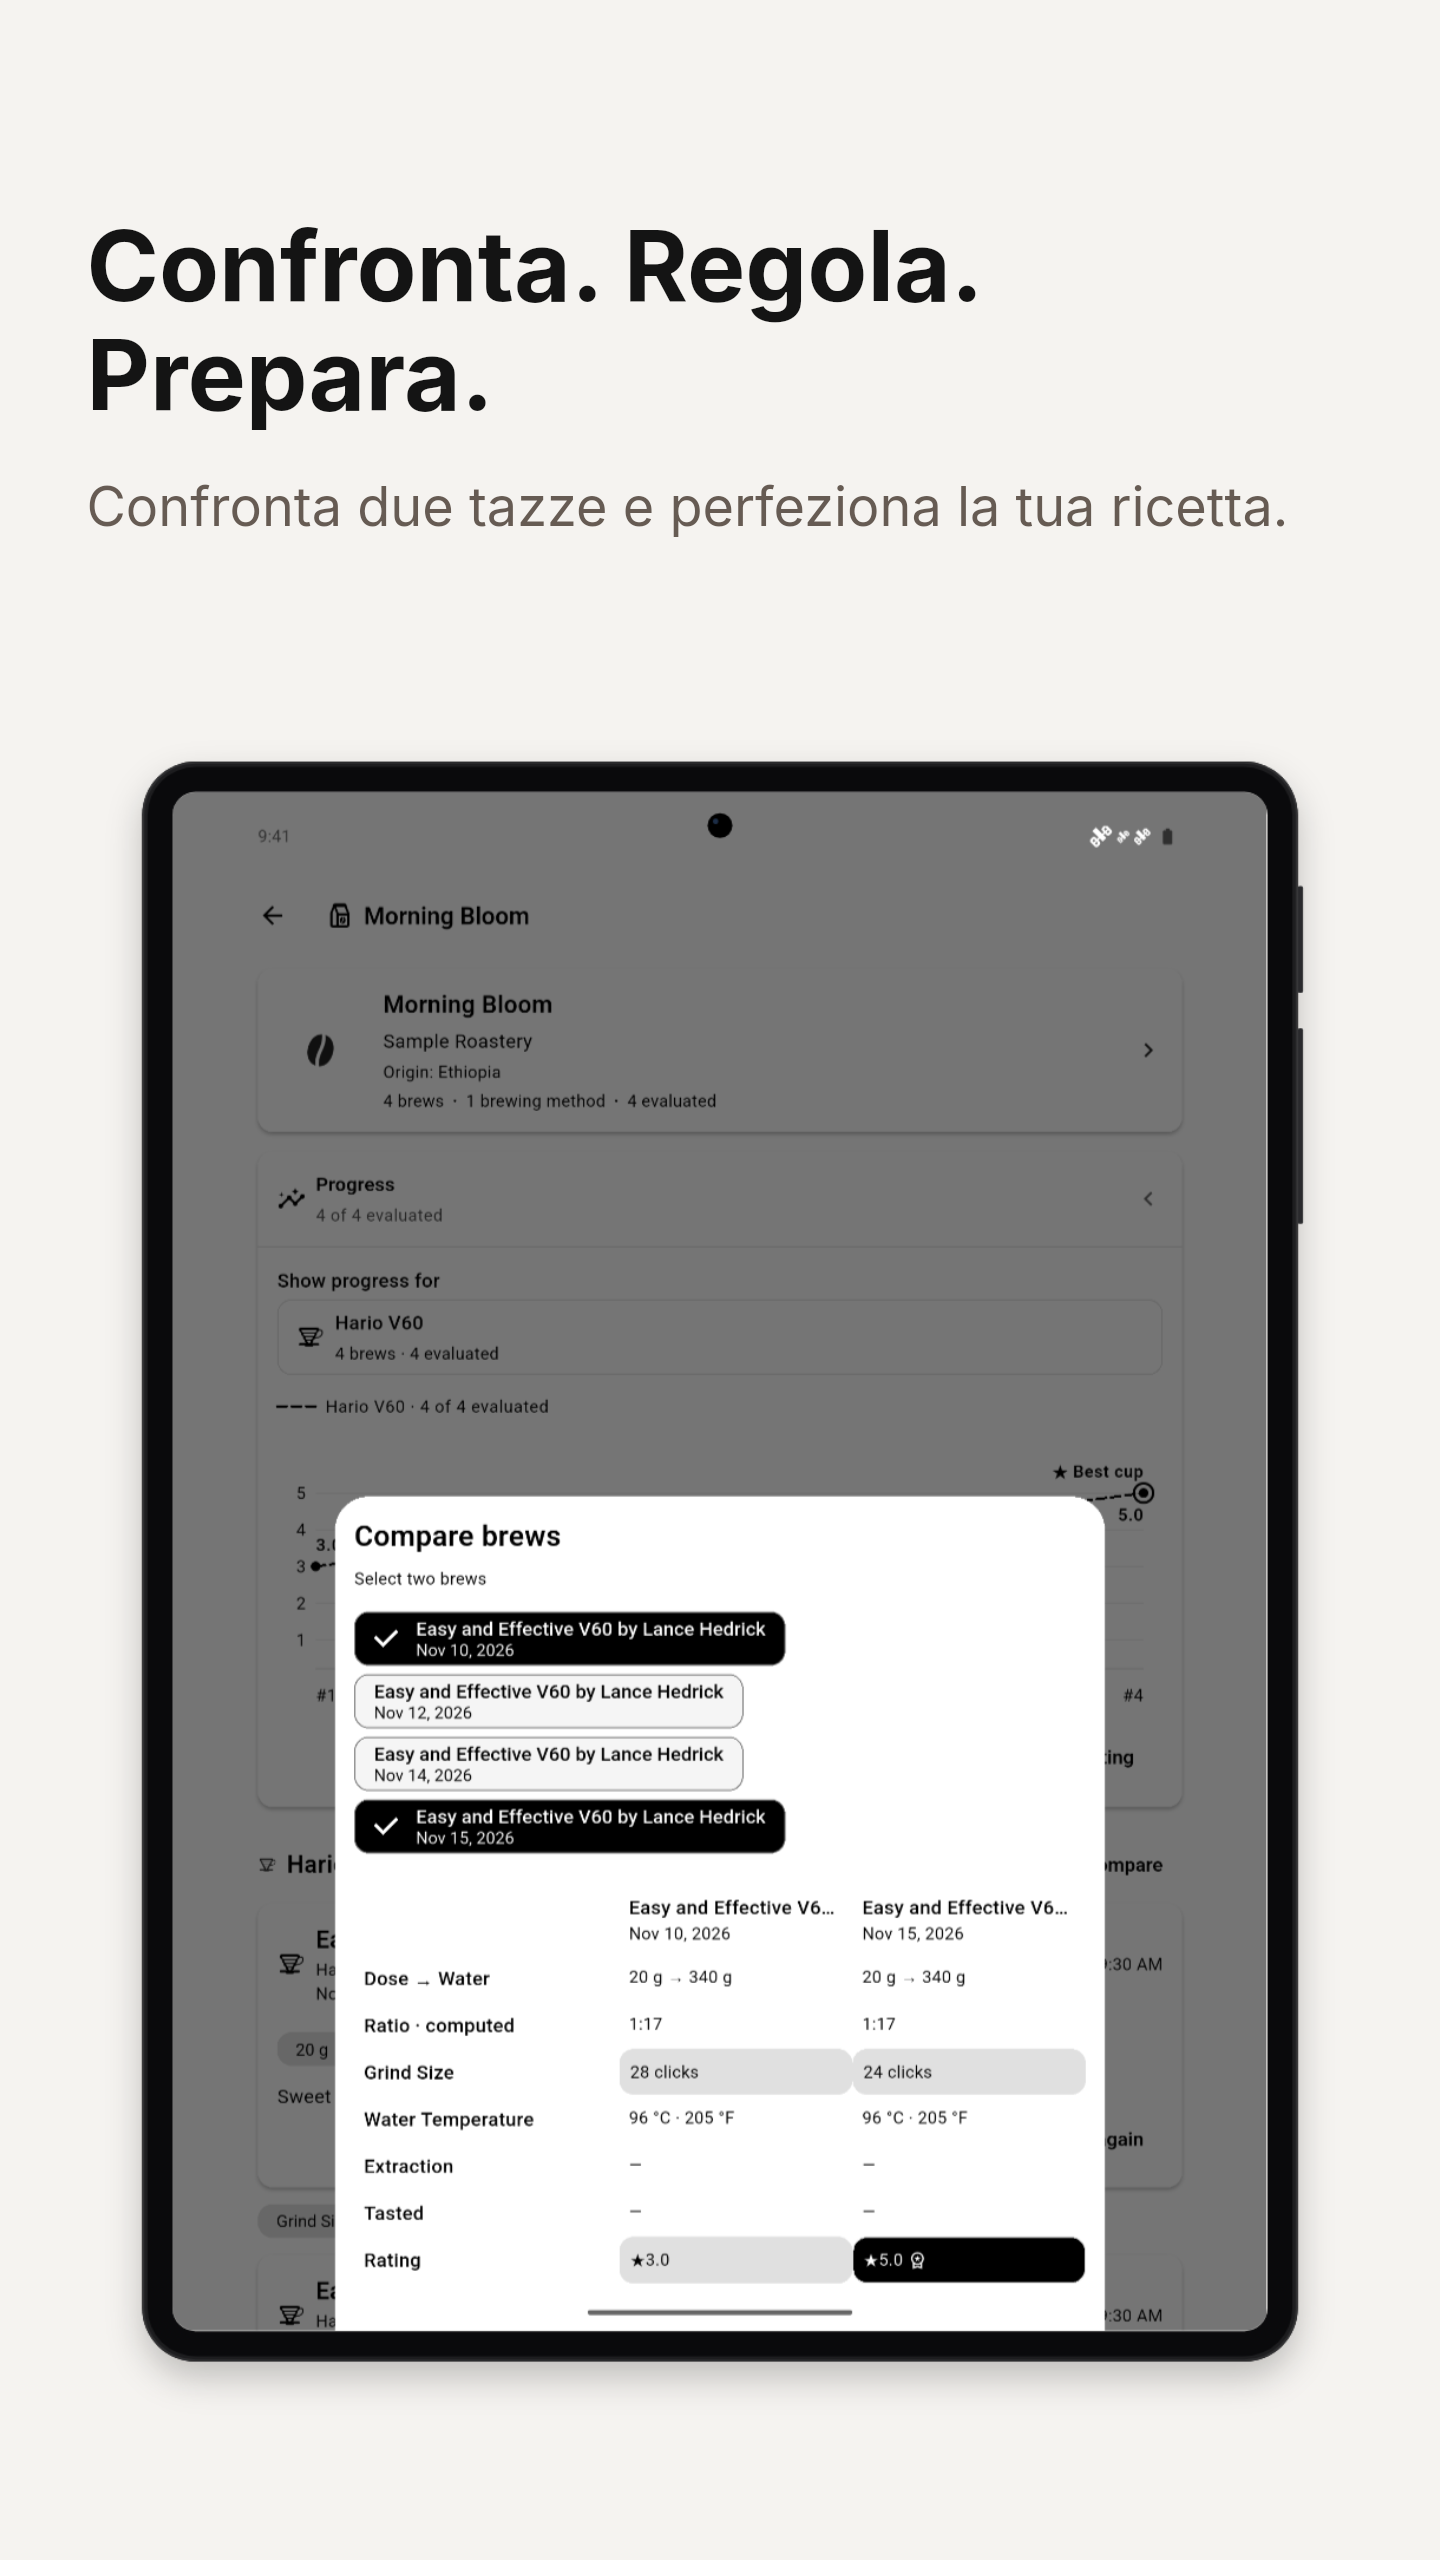 Confronta. Regola.
Prepara.
Confronta due tazze e perfeziona la tua ricetta.
9:41
Morning Bloom
Morning Bloom
Sample Roastery
Origin: Ethiopia
4 brews · 1 brewing method · 4 evaluated
Progress
4 of 4 evaluated
Show progress for
Hario V60
4 brews · 4 evaluated
Hario V60 · 4 of 4 evaluated
★ Best cup
5
5.0
4
3
2
1
#1
#4
Compare brews
Select two brews
Easy and Effective V60 by Lance Hedrick
Nov 10, 2026
Easy and Effective V60 by Lance Hedrick
Nov 12, 2026
Easy and Effective V60 by Lance Hedrick
Nov 14, 2026
Easy and Effective V60 by Lance Hedrick
Nov 15, 2026
Easy and Effective V6... Easy and Effective V6...
Nov 10, 2026 Nov 15, 2026
Dose → Water 20 g → 340 g 20 g → 340 g
Ratio · computed 1:17 1:17
Grind Size 28 clicks 24 clicks
Water Temperature 96 °C · 205 °F 96 °C · 205 °F
Extraction – –
Tasted – –
Rating ★3.0 ★5.0
20 g
Sweet
:30 AM
Grind Si
:30 AM